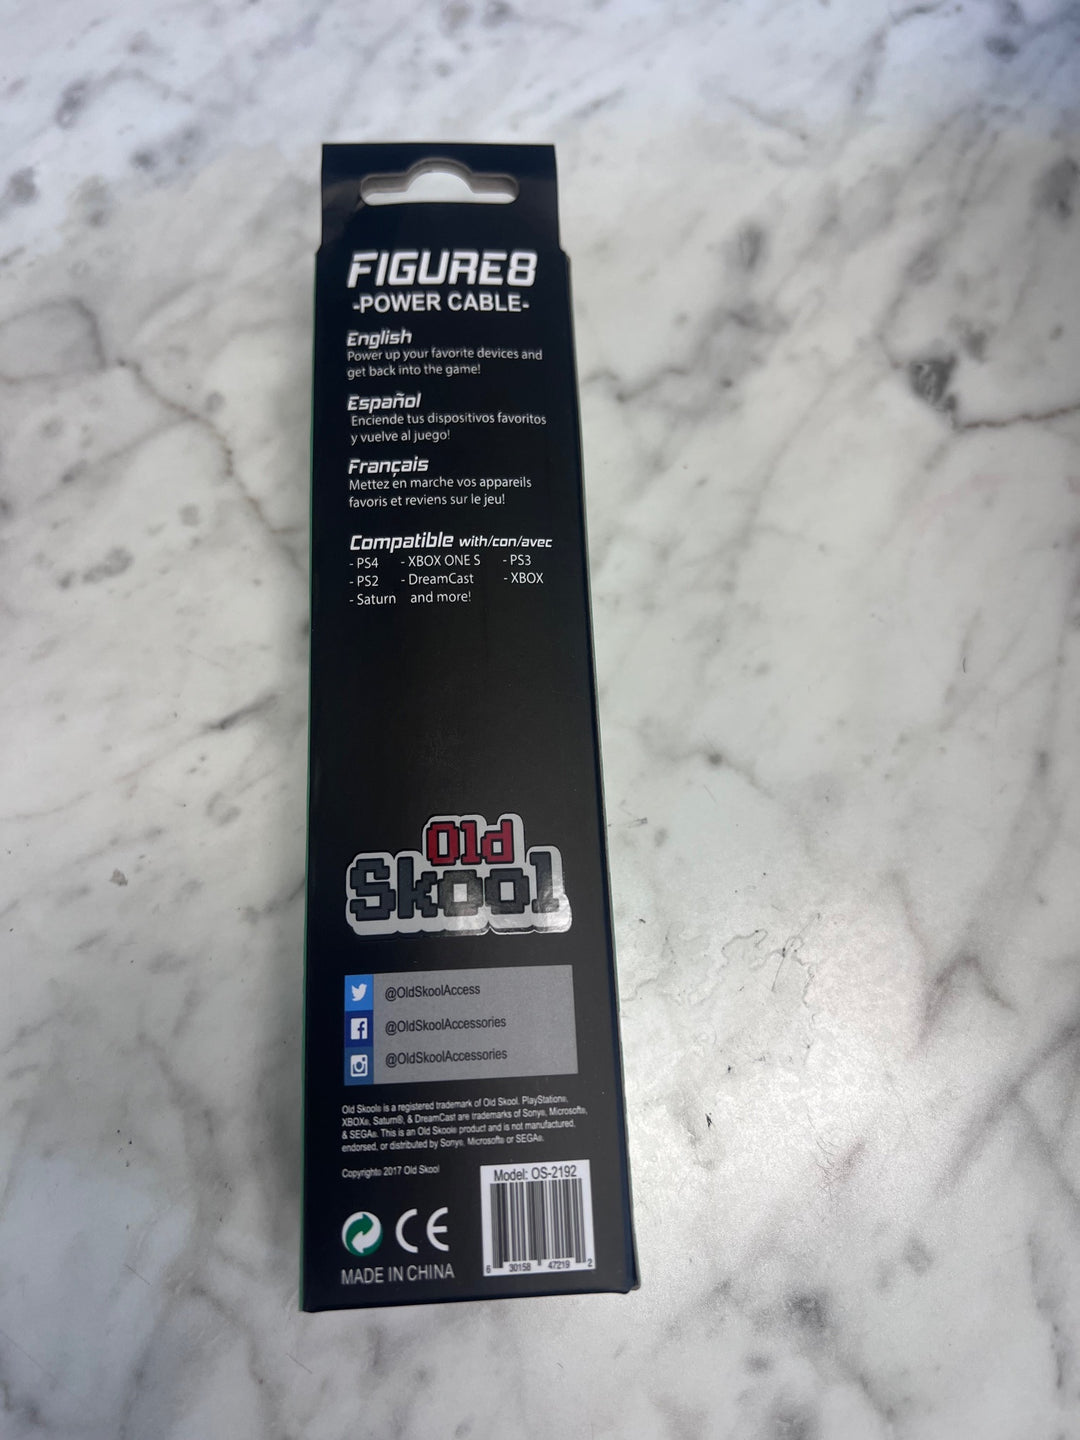 FIGURE8
-POWER CABLE-
English
Power up your favorite devices and
get back into the game!
Español
Enciende tus dispositivos favoritos
y vuelve al juego!
Français
Mettez en marche vos appareils
favoris et reviens sur le jeu!
Compatible with/con/avec
- PS4 - XBOX ONE S - PS3
- PS2 - DreamCast - XBOX
- Saturn and more!
Old
Skool
@OldSkoolAccess
@OldSkoolAccessories
@OldSkoolAccessories
Old Skool® is a registered trademark of Old Skool. PlayStation®,
XBOX®, Saturn®, & DreamCast are trademarks of Sony®, Microsoft®,
& SEGA®. This is an Old Skool® product and is not manufactured,
endorsed, or distributed by Sony®, Microsoft® or SEGA®.
Copyright© 2017 Old Skool
Model: OS-2192
6 30158 47219 2
CE
MADE IN CHINA